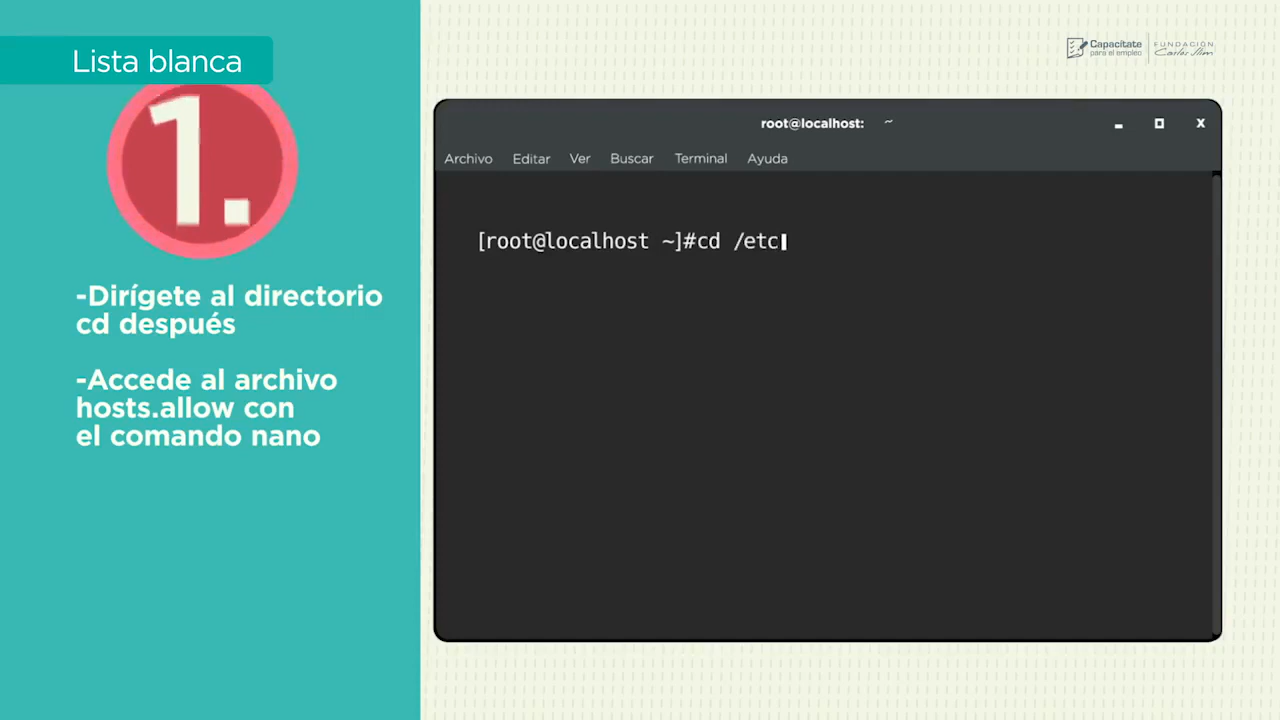 Lista blanca
1.
-Dirígete al directorio
cd después
-Accede al archivo
hosts.allow con
el comando nano
Capacítate
para el empleo
FUNDACIÓN
Carlos Slim
root@localhost: ~
Archivo Editar Ver Buscar Terminal Ayuda
[root@localhost ~]#cd /etc